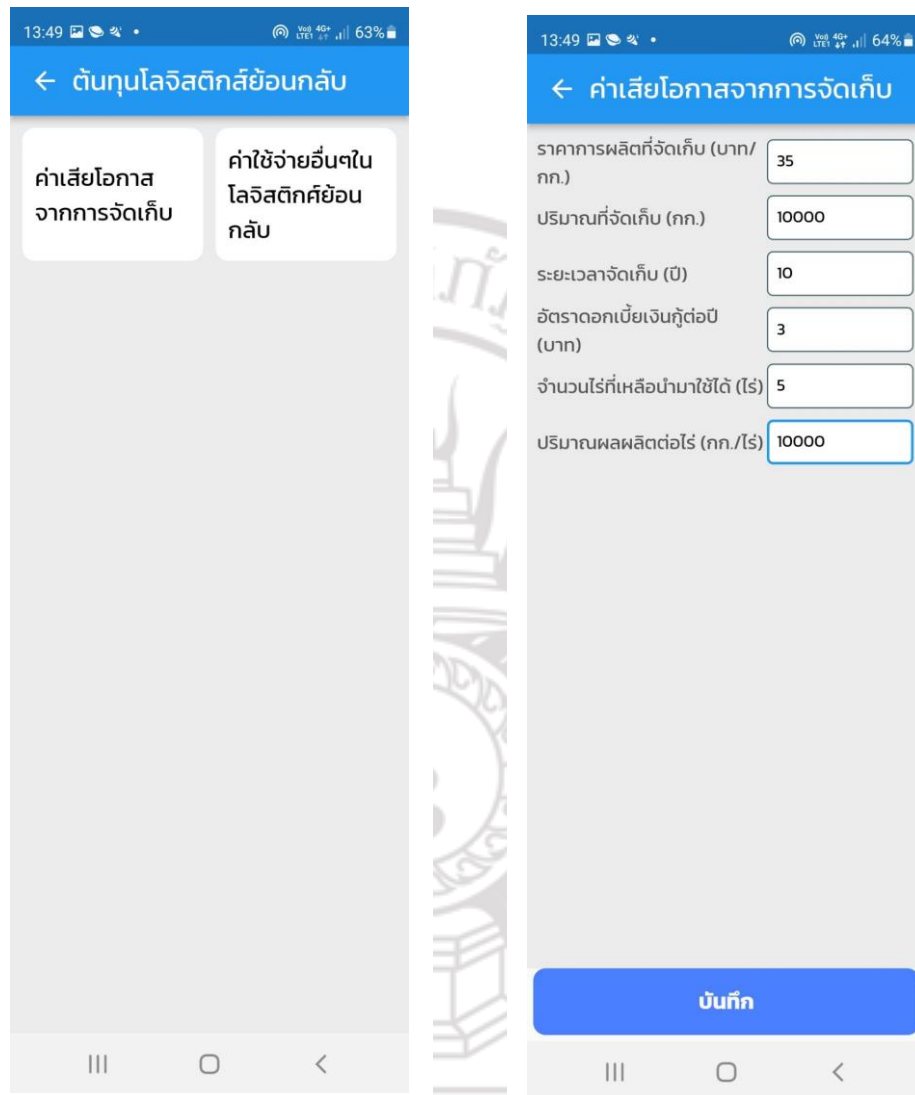 13:49
VoI) 4G+ LTE1 63%
← ต้นทุนโลจิสติกส์ย้อนกลับ
ค่าเสียโอกาส
จากการจัดเก็บ
ค่าใช้จ่ายอื่นๆใน
โลจิสติกศ์ย้อน
กลับ
13:49
VoI) 4G+ LTE1 64%
← ค่าเสียโอกาสจากการจัดเก็บ
ราคาการผลิตที่จัดเก็บ (บาท/
กก.)
35
ปริมาณที่จัดเก็บ (กก.)
10000
ระยะเวลาจัดเก็บ (ปี)
10
อัตราดอกเบี้ยเงินกู้ต่อปี
(บาท)
3
จำนวนไร่ที่เหลือนำมาใช้ได้ (ไร่)
5
ปริมาณผลผลิตต่อไร่ (กก./ไร่)
10000
บันทึก